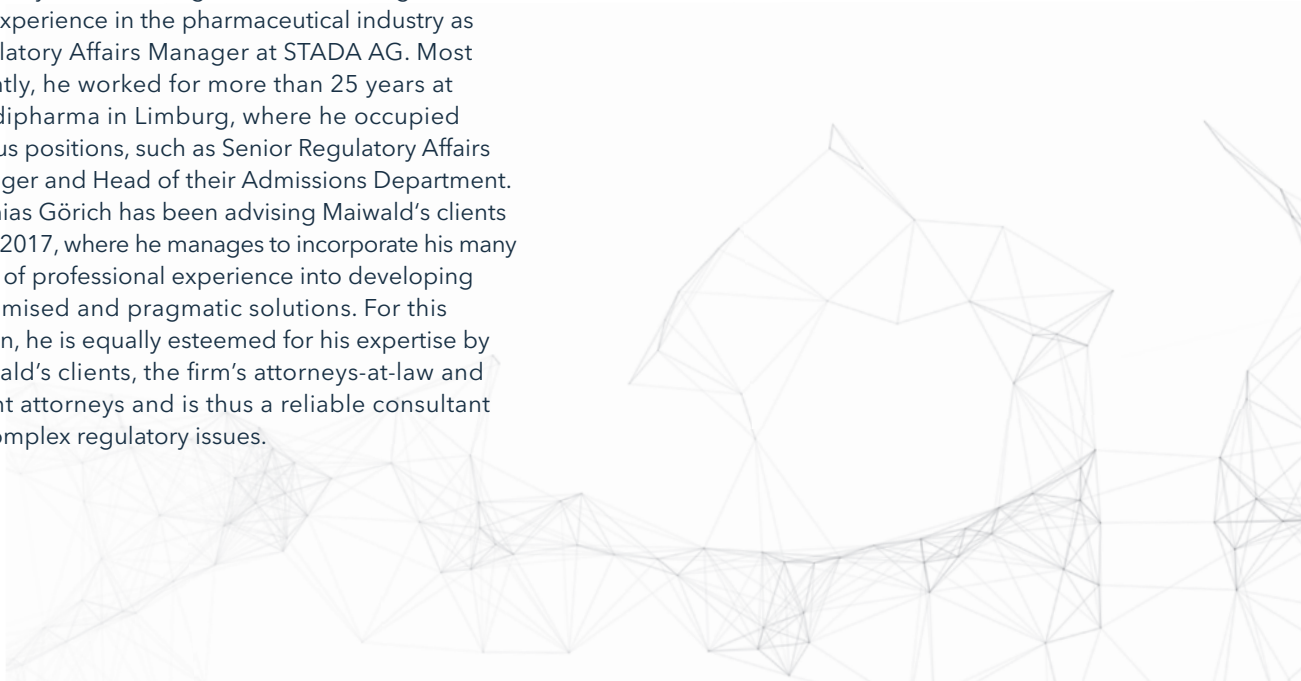 xperience in the pharmaceutical industry as
latory Affairs Manager at STADA AG. Most
ntly, he worked for more than 25 years at
dipharma in Limburg, where he occupied
us positions, such as Senior Regulatory Affairs
ger and Head of their Admissions Department.
ias Görich has been advising Maiwald’s clients
2017, where he manages to incorporate his many
of professional experience into developing
mised and pragmatic solutions. For this
n, he is equally esteemed for his expertise by
ald’s clients, the firm’s attorneys-at-law and
nt attorneys and is thus a reliable consultant
omplex regulatory issues.